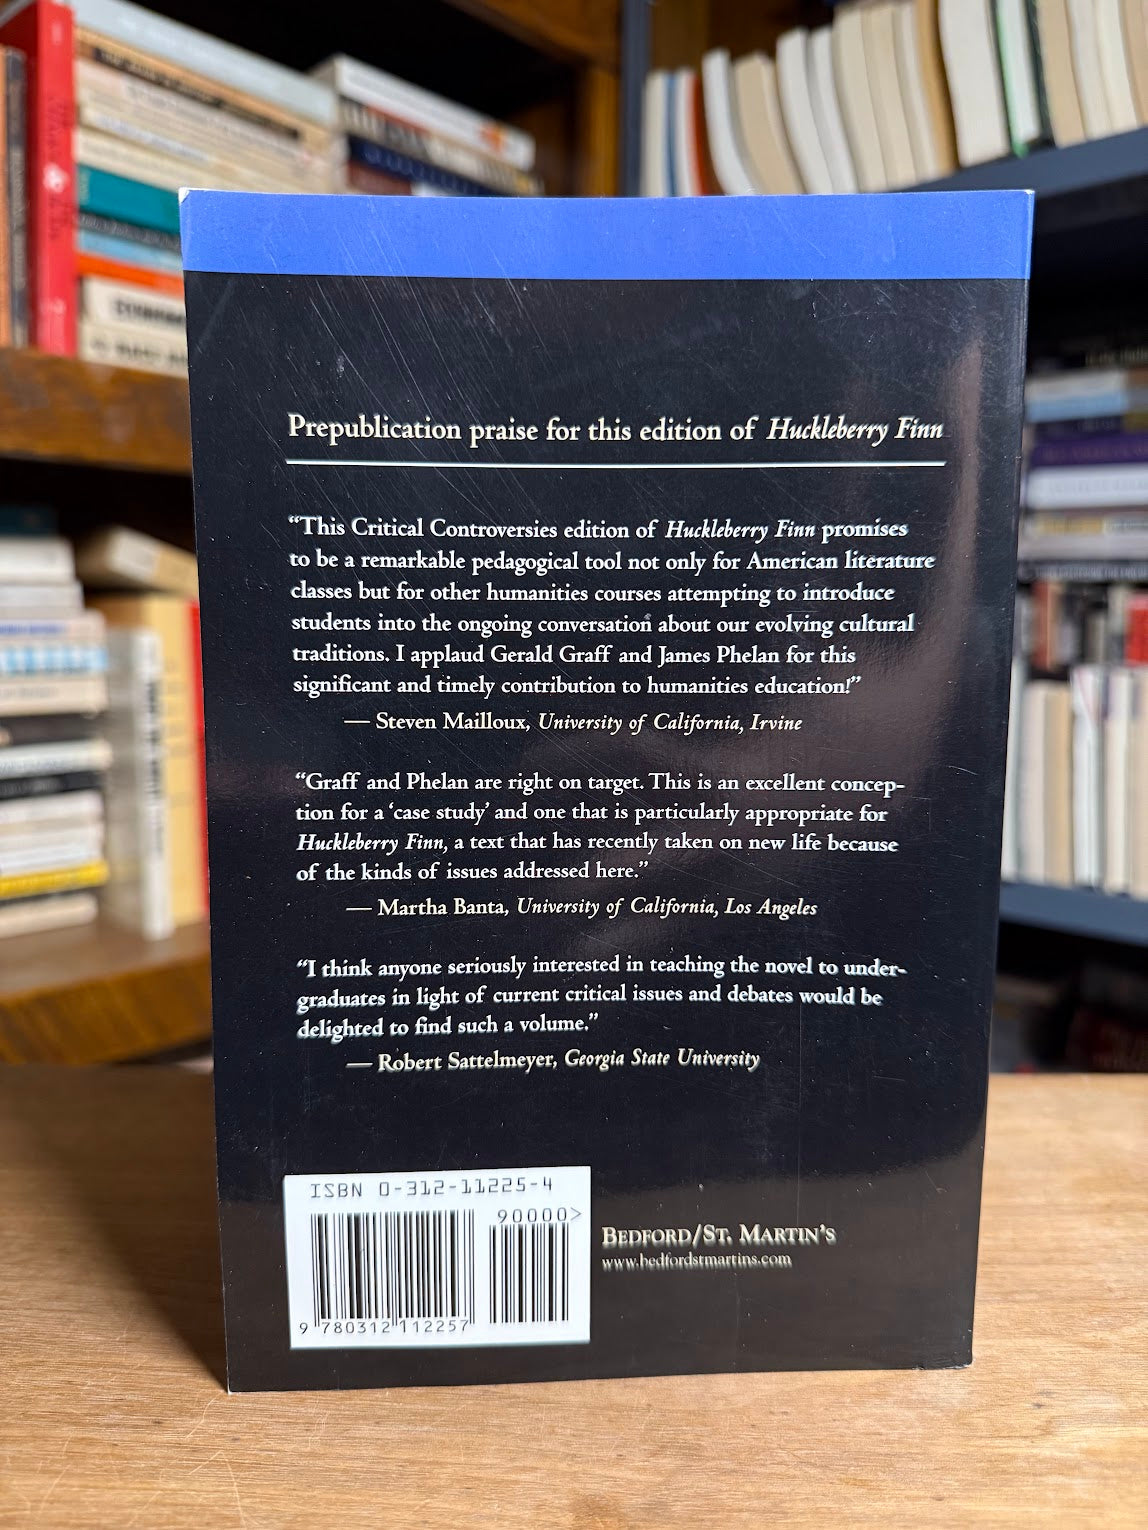 Prepublication praise for this edition of Huckleberry Finn
“This Critical Controversies edition of Huckleberry Finn promises
to be a remarkable pedagogical tool not only for American literature
classes but for other humanities courses attempting to introduce
students into the ongoing conversation about our evolving cultural
traditions. I applaud Gerald Graff and James Phelan for this
significant and timely contribution to humanities education!”
— Steven Mailloux, University of California, Irvine
“Graff and Phelan are right on target. This is an excellent concep-
tion for a ‘case study’ and one that is particularly appropriate for
Huckleberry Finn, a text that has recently taken on new life because
of the kinds of issues addressed here.”
— Martha Banta, University of California, Los Angeles
“I think anyone seriously interested in teaching the novel to under-
graduates in light of current critical issues and debates would be
delighted to find such a volume.”
— Robert Sattelmeyer, Georgia State University
ISBN 0-312-11225-4
90000>
9 780312 112257
BEDFORD/ST. MARTIN’S
www.bedfordstmartins.com